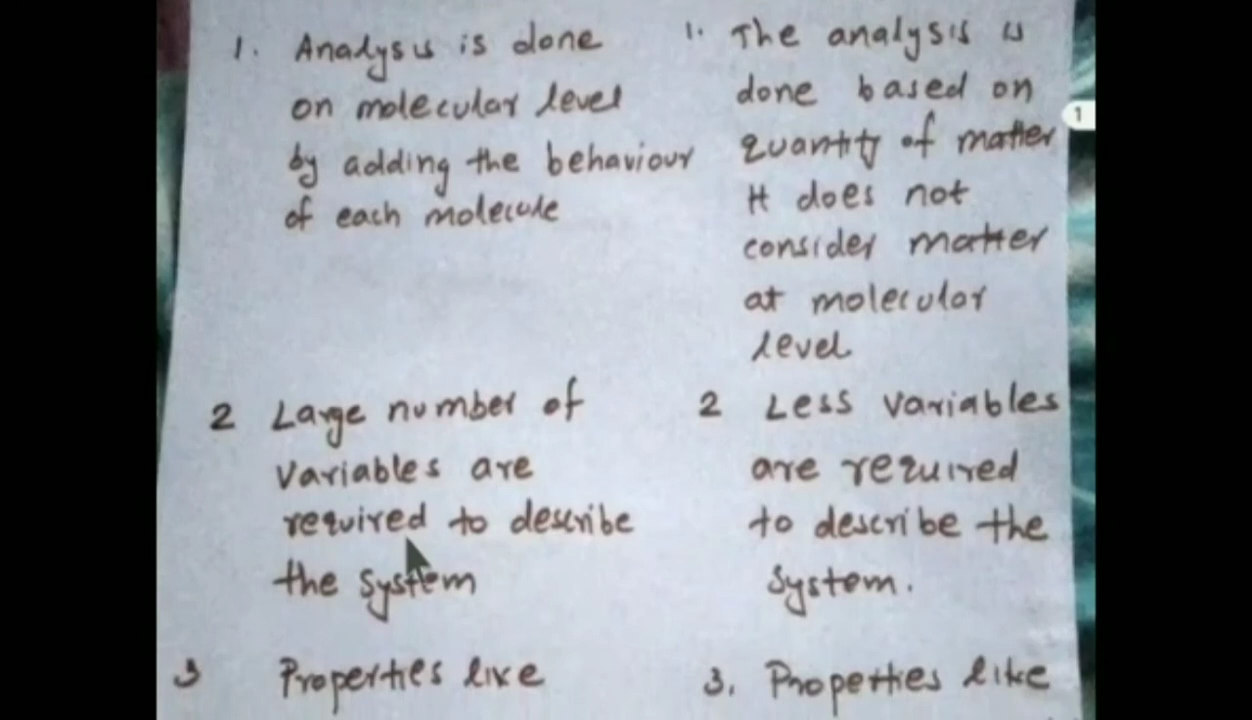 1. Analysis is done
on molecular level
by adding the behaviour
of each molecule
2 Large number of
variables are
required to describe
the system
3 Properties like
1. The analysis is
done based on
quantity of matter
It does not
consider matter
at molecular
level
2 Less variables
are required
to describe the
system.
3. Properties like
1